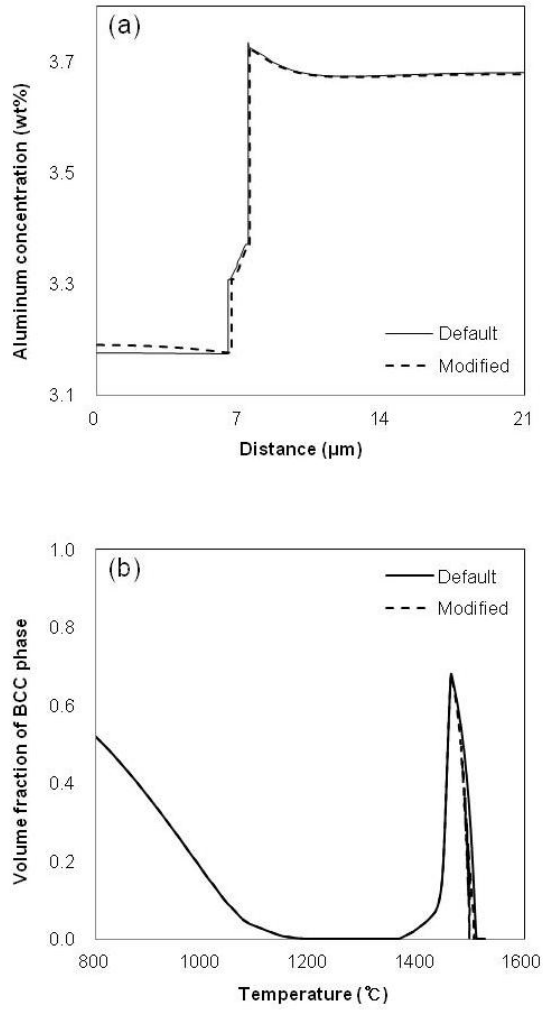 (a)
Aluminum concentration (wt%)
3.7
3.5
3.3
3.1
Default
Modified
0 7 14 21
Distance (µm)
(b)
Volume fraction of BCC phase
1.0
0.8
0.6
0.4
0.2
0.0
Default
Modified
800 1000 1200 1400 1600
Temperature (℃)